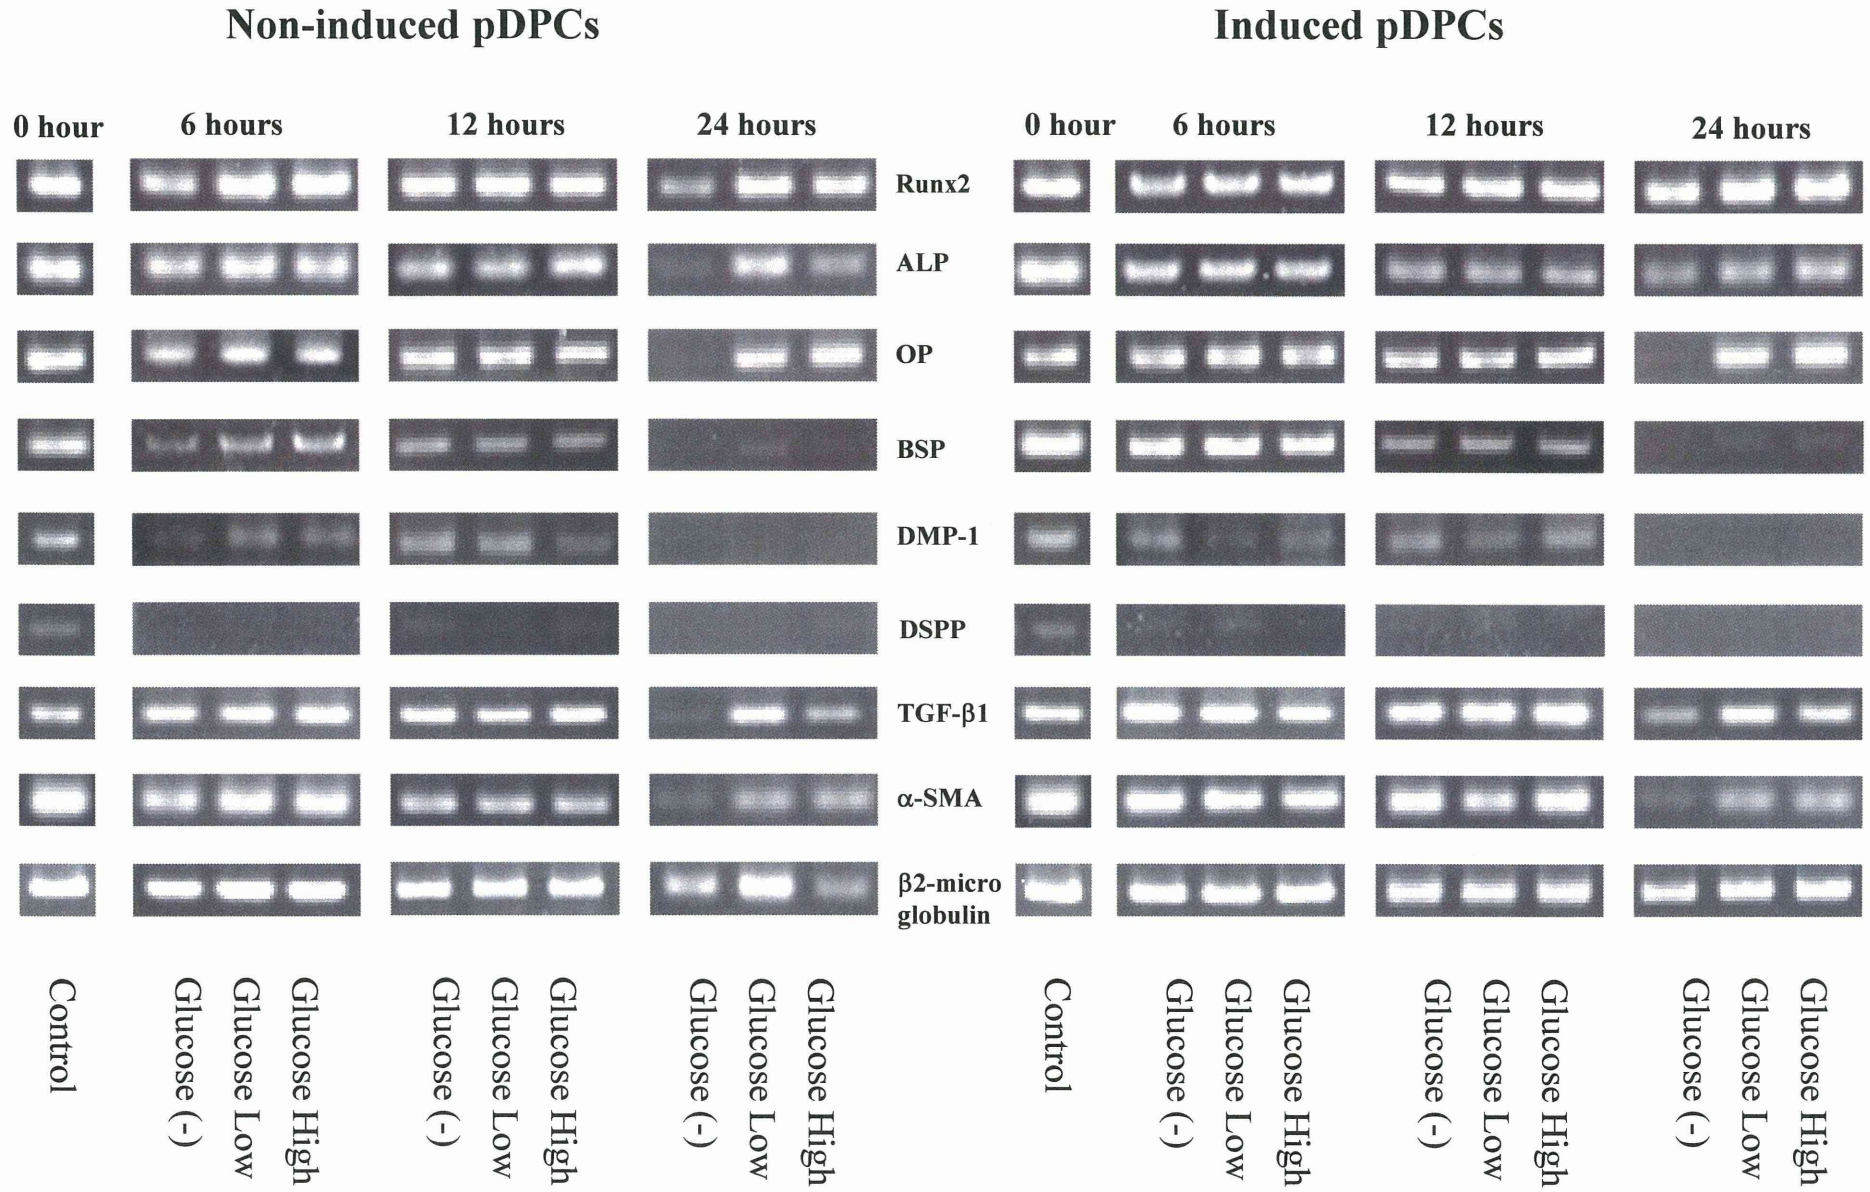 Non-induced pDPCs
Induced pDPCs
0 hour 6 hours 12 hours 24 hours
0 hour 6 hours 12 hours 24 hours
Runx2
ALP
OP
BSP
DMP-1
DSPP
TGF-β1
α-SMA
β2-micro
globulin
Control
Glucose (-)
Glucose Low
Glucose High
Glucose (-)
Glucose Low
Glucose High
Glucose (-)
Glucose Low
Glucose High
Control
Glucose (-)
Glucose Low
Glucose High
Glucose (-)
Glucose Low
Glucose High
Glucose (-)
Glucose Low
Glucose High